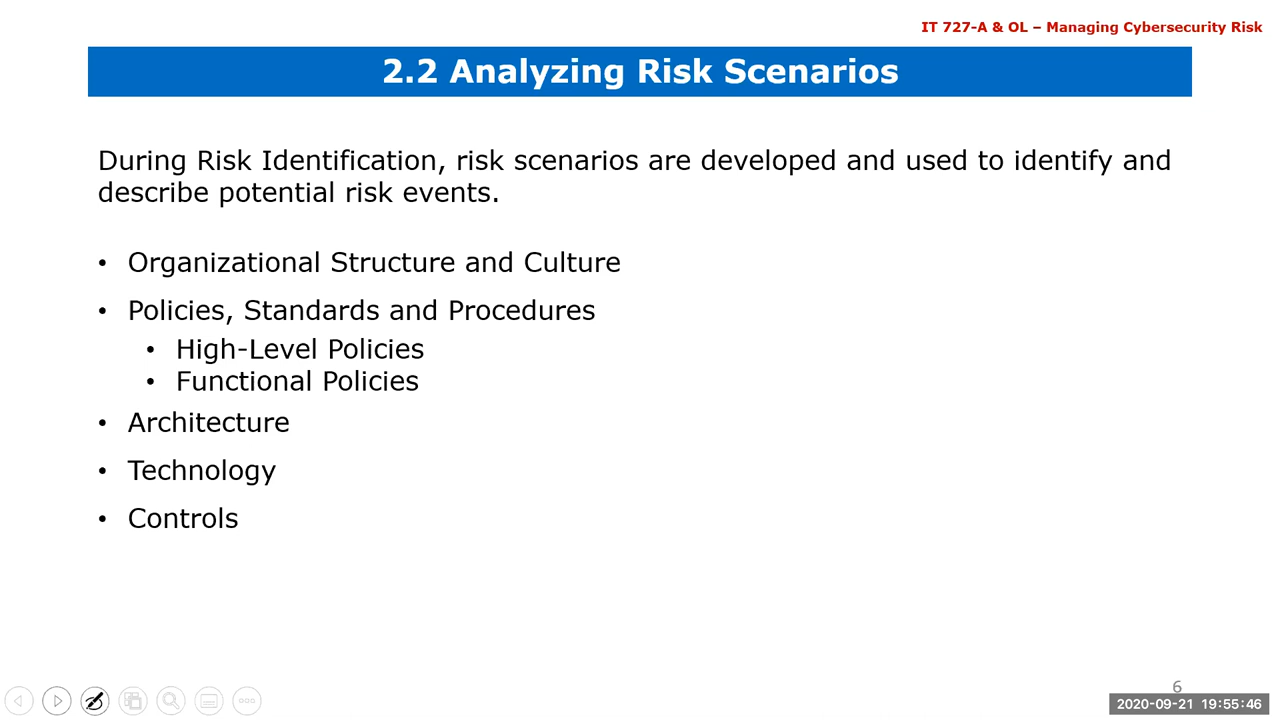 IT 727-A & OL – Managing Cybersecurity Risk
2.2 Analyzing Risk Scenarios
During Risk Identification, risk scenarios are developed and used to identify and
describe potential risk events.
• Organizational Structure and Culture
• Policies, Standards and Procedures
• High-Level Policies
• Functional Policies
• Architecture
• Technology
• Controls
6
2020-09-21 19:55:46